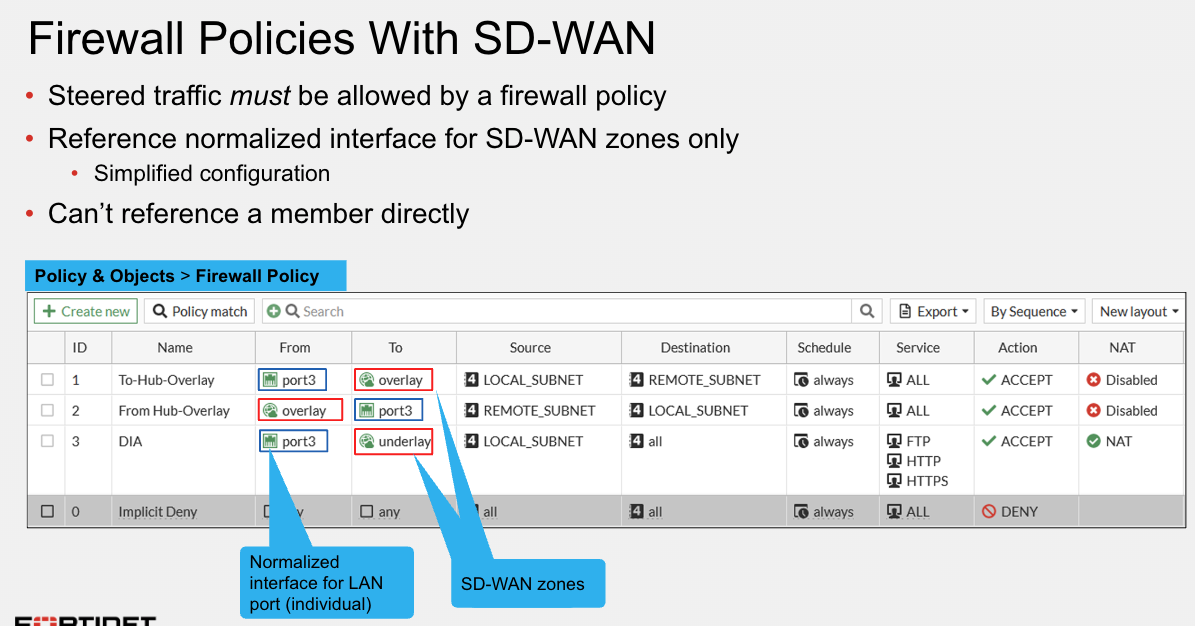 Firewall Policies With SD-WAN
• Steered traffic must be allowed by a firewall policy
• Reference normalized interface for SD-WAN zones only
• Simplified configuration
• Can't reference a member directly
Policy & Objects > Firewall Policy
Create new Policy match Search Export By Sequence New layout
ID Name From To Source Destination Schedule Service Action NAT
1 To-Hub-Overlay port3 overlay LOCAL_SUBNET REMOTE_SUBNET always ALL ACCEPT Disabled
2 From Hub-Overlay overlay port3 REMOTE_SUBNET LOCAL_SUBNET always ALL ACCEPT Disabled
3 DIA port3 underlay LOCAL_SUBNET all always FTP ACCEPT NAT
HTTP
HTTPS
0 Implicit Deny any all all always ALL DENY
Normalized
interface for LAN
port (individual)
SD-WAN zones
FORTINET